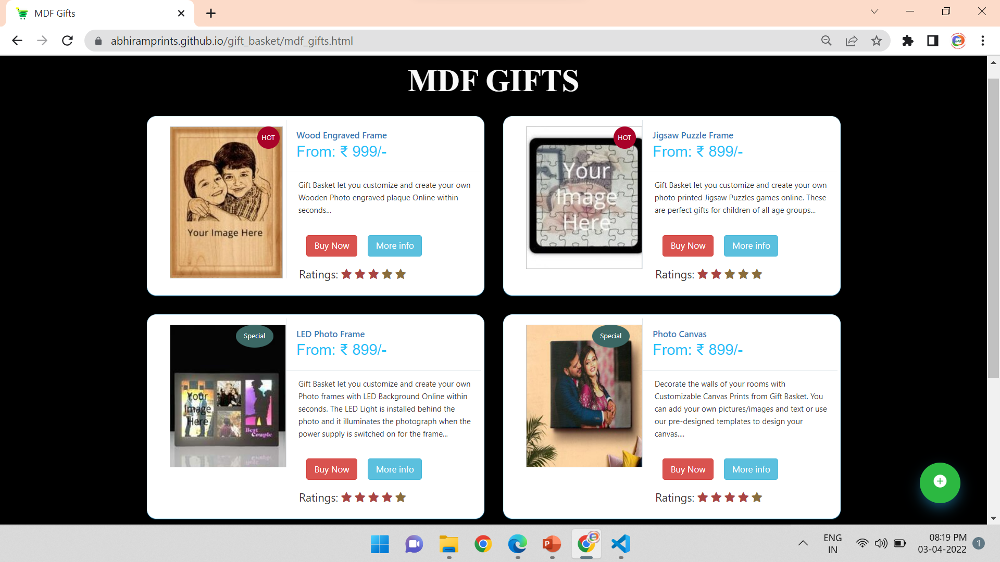 MDF Gifts
abhiramprints.github.io/gift_basket/mdf_gifts.html
MDF GIFTS
HOT
Your Image Here
Wood Engraved Frame
From: ₹ 999/-
Gift Basket let you customize and create your own
Wooden Photo engraved plaque Online within
seconds...
Buy Now
More info
Ratings:
HOT
Your
Image
Here
Jigsaw Puzzle Frame
From: ₹ 899/-
Gift Basket let you customize and create your own
photo printed Jigsaw Puzzles games online. These
are perfect gifts for children of all age groups...
Buy Now
More info
Ratings:
Special
Your
Image
Here
Best
Couple
LED Photo Frame
From: ₹ 899/-
Gift Basket let you customize and create your own
Photo frames with LED Background Online within
seconds. The LED Light is installed behind the
photo and it illuminates the photograph when the
power supply is switched on for the frame...
Buy Now
More info
Ratings:
Special
Photo Canvas
From: ₹ 899/-
Decorate the walls of your rooms with
Customizable Canvas Prints from Gift Basket. You
can add your own pictures/images and text or use
our pre-designed templates to design your
canvas....
Buy Now
More info
Ratings:
P
ENG
IN
08:19 PM
03-04-2022
1